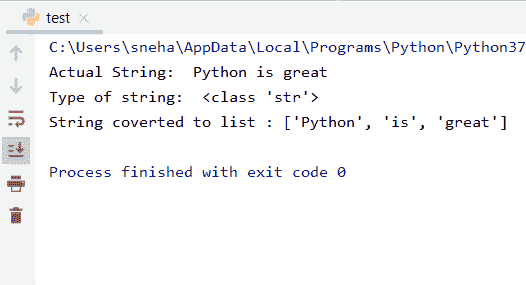 test
C:\Users\sneha\AppData\Local\Programs\Python\Python37
Actual String:  Python is great
Type of string:  <class 'str'>
String coverted to list : ['Python', 'is', 'great']
Process finished with exit code 0